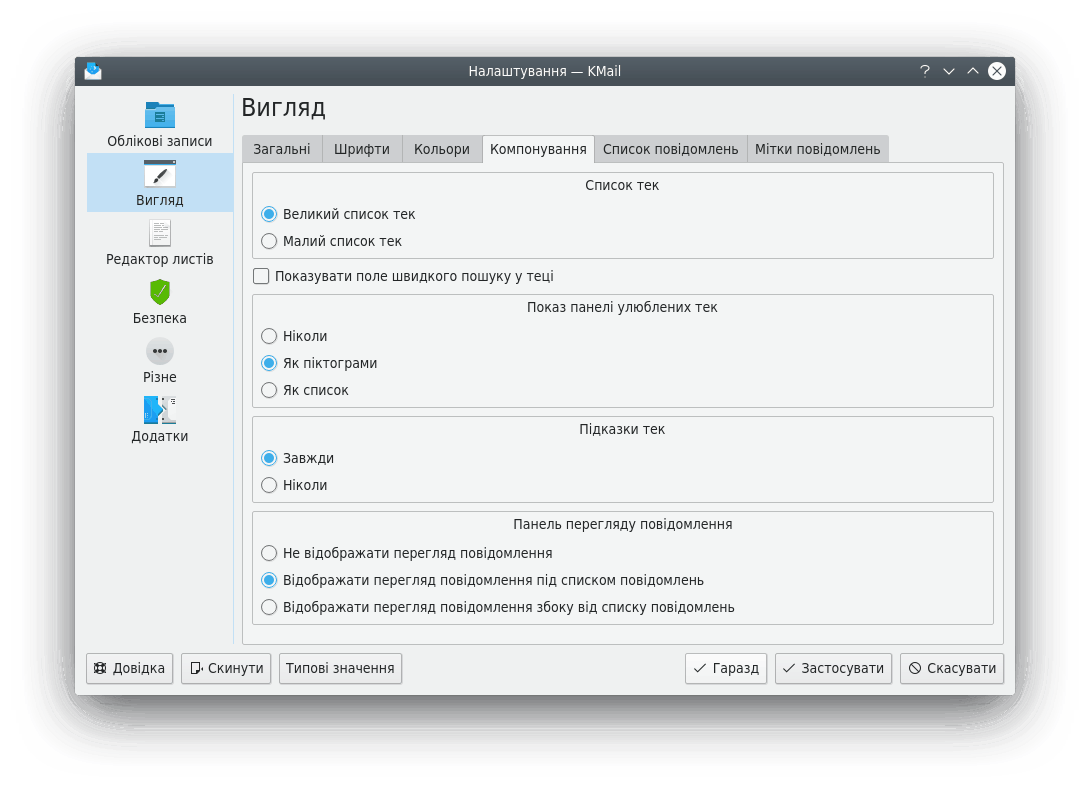 Налаштування — KMail
Облікові записи
Вигляд
Редактор листів
Безпека
Різне
Додатки
Вигляд
Загальні
Шрифти
Кольори
Компонування
Список повідомлень
Мітки повідомлень
Список тек
Великий список тек
Малий список тек
Показувати поле швидкого пошуку у теці
Показ панелі улюблених тек
Ніколи
Як піктограми
Як список
Підказки тек
Завжди
Ніколи
Панель перегляду повідомлення
Не відображати перегляд повідомлення
Відображати перегляд повідомлення під списком повідомлень
Відображати перегляд повідомлення збоку від списку повідомлень
Довідка
Скинути
Типові значення
Гаразд
Застосувати
Скасувати